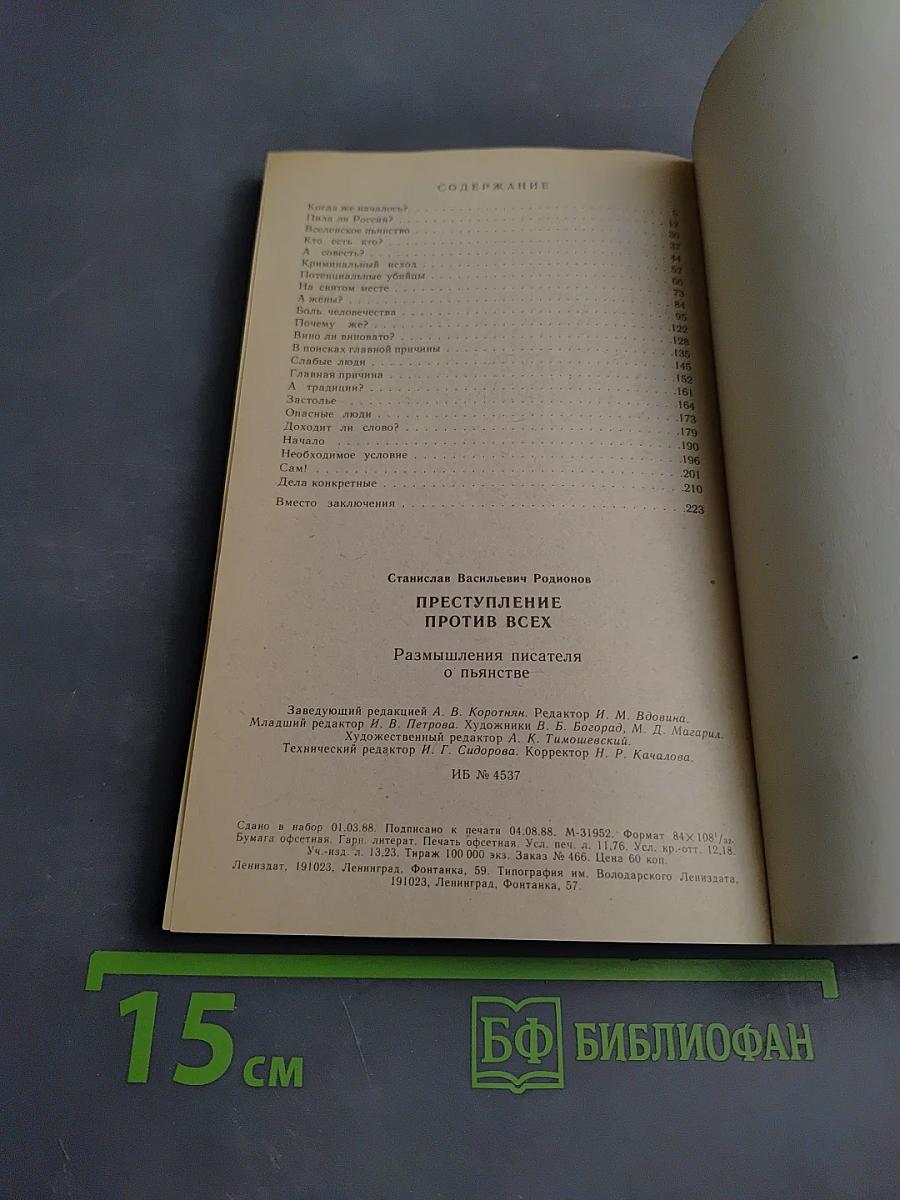 СОДЕРЖАНИЕ
Когда же началось? 5
Пила ли Россия? 17
Вселенское пьянство 30
Кто есть кто? 37
А совесть? 44
Криминальный исход 52
Потенциальные убийцы 66
На святом месте 73
А жены? 84
Боль человечества 95
Почему же? 122
Вино ли виновато? 128
В поисках главной причины 135
Слабые люди 145
Главная причина 152
А традиции? 161
Застолье 164
Опасные люди 173
Доходит ли слово? 179
Начало 190
Необходимое условие 196
Сам! 201
Дела конкретные 210
Вместо заключения 223
Станислав Васильевич Родионов
ПРЕСТУПЛЕНИЕ
ПРОТИВ ВСЕХ
Размышления писателя
о пьянстве
Заведующий редакцией А. В. Коротнян. Редактор И. М. Вдовина.
Младший редактор И. В. Петрова. Художники В. Б. Богорад, М. Д. Магарил.
Художественный редактор А. К. Тимошевский.
Технический редактор И. Г. Сидорова. Корректор Н. Р. Качалова.
ИБ № 4537
Сдано в набор 01.03.88. Подписано к печати 04.08.88. М-31952. Формат 84×108¹/₃₂.
Бумага офсетная. Гарн. литерат. Печать офсетная. Усл. печ. л. 11,76. Усл. кр.-отт. 12,18.
Уч.-изд. л. 13,23. Тираж 100 000 экз. Заказ № 466. Цена 60 коп.
Лениздат, 191023, Ленинград, Фонтанка, 59. Типография им. Володарского Лениздата,
191023, Ленинград, Фонтанка, 57.
15 см
БФ БИБЛИОФАН